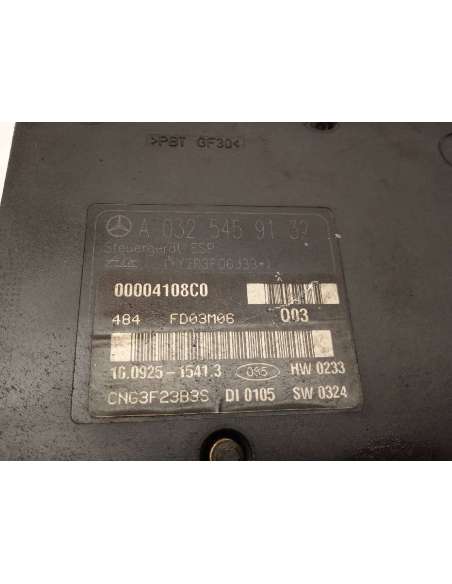 >PBT GF30<
A 032 545 91 32
Steuergerät ESP
00004108C0
484 FD03M06 Q03
10.0925-1541.3 HW 0233
CNG3F23B3S DI 0105 SW 0324